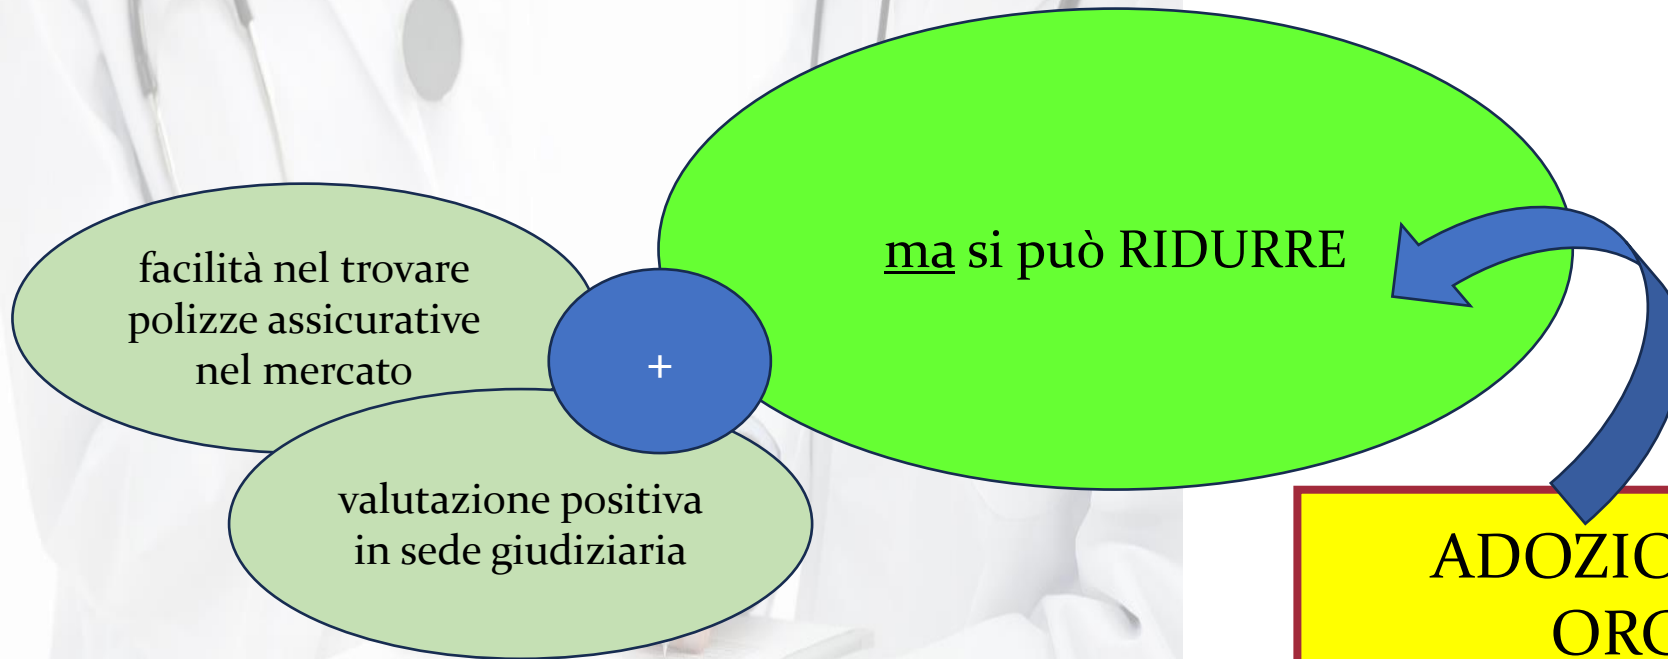 ma si può RIDURRE
facilità nel trovare
polizze assicurative
nel mercato
+
valutazione positiva
in sede giudiziaria